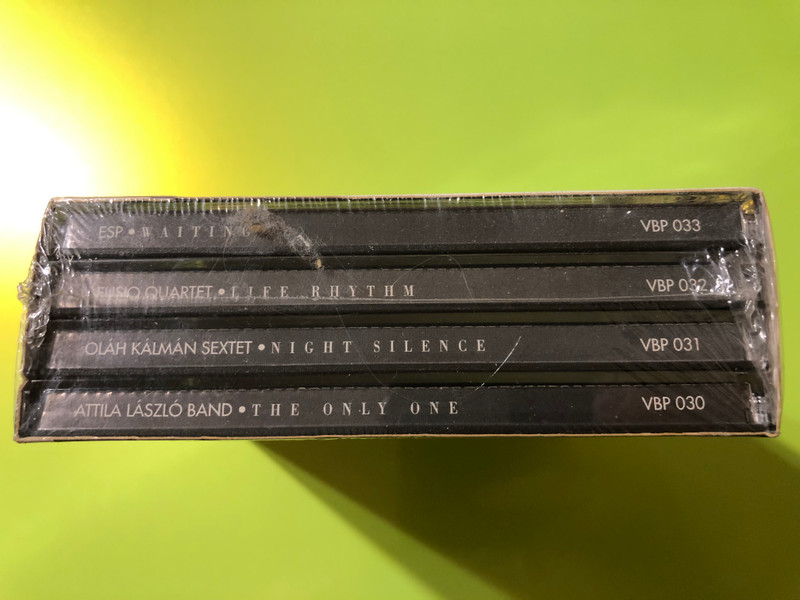 ESP • WAITING VBP 033
QUARTET • LIFE RHYTHM VBP 032
OLÁH KÁLMÁN SEXTET • NIGHT SILENCE VBP 031
ATTILA LÁSZLÓ BAND • THE ONLY ONE VBP 030